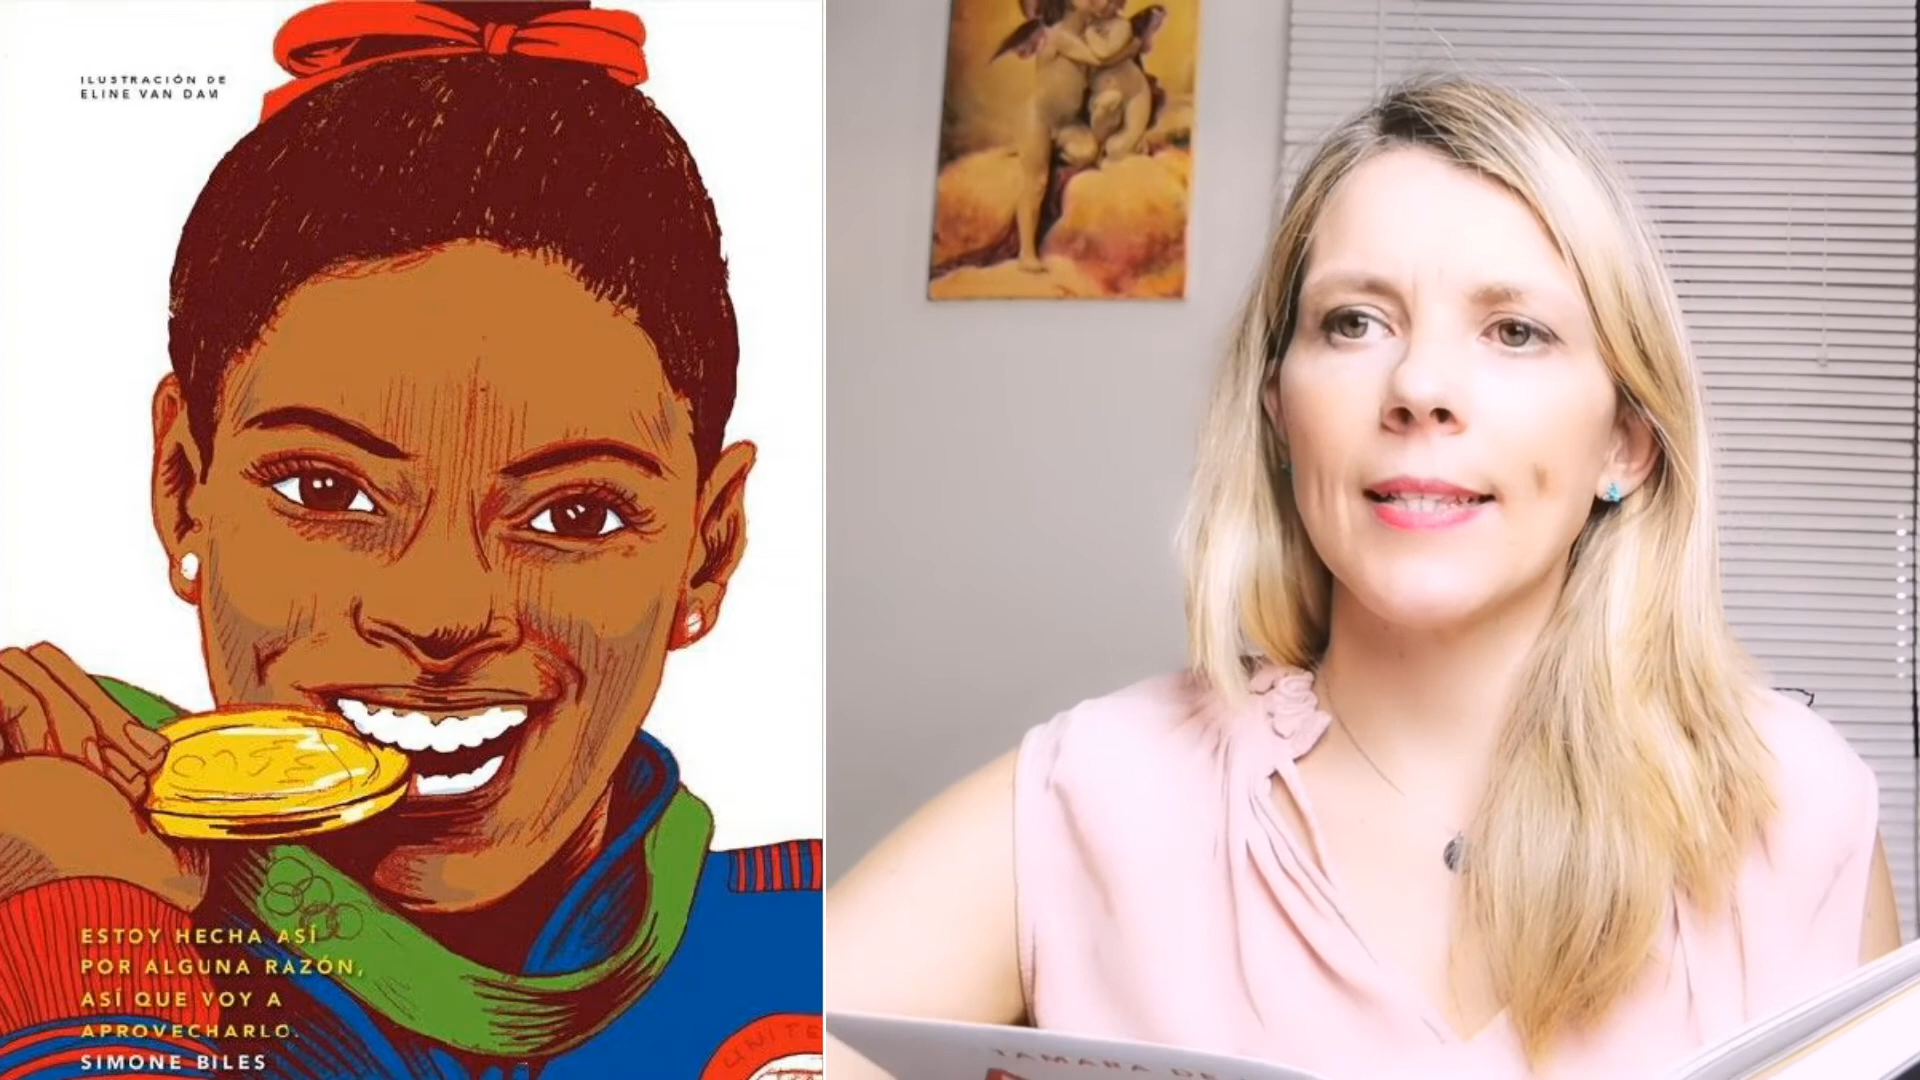 ILUSTRACIÓN DE
ELINE VAN DAM
ESTOY HECHA ASÍ
POR ALGUNA RAZÓN,
ASÍ QUE VOY A
APROVECHARLO.
SIMONE BILES
UNITE
TAMARA DE